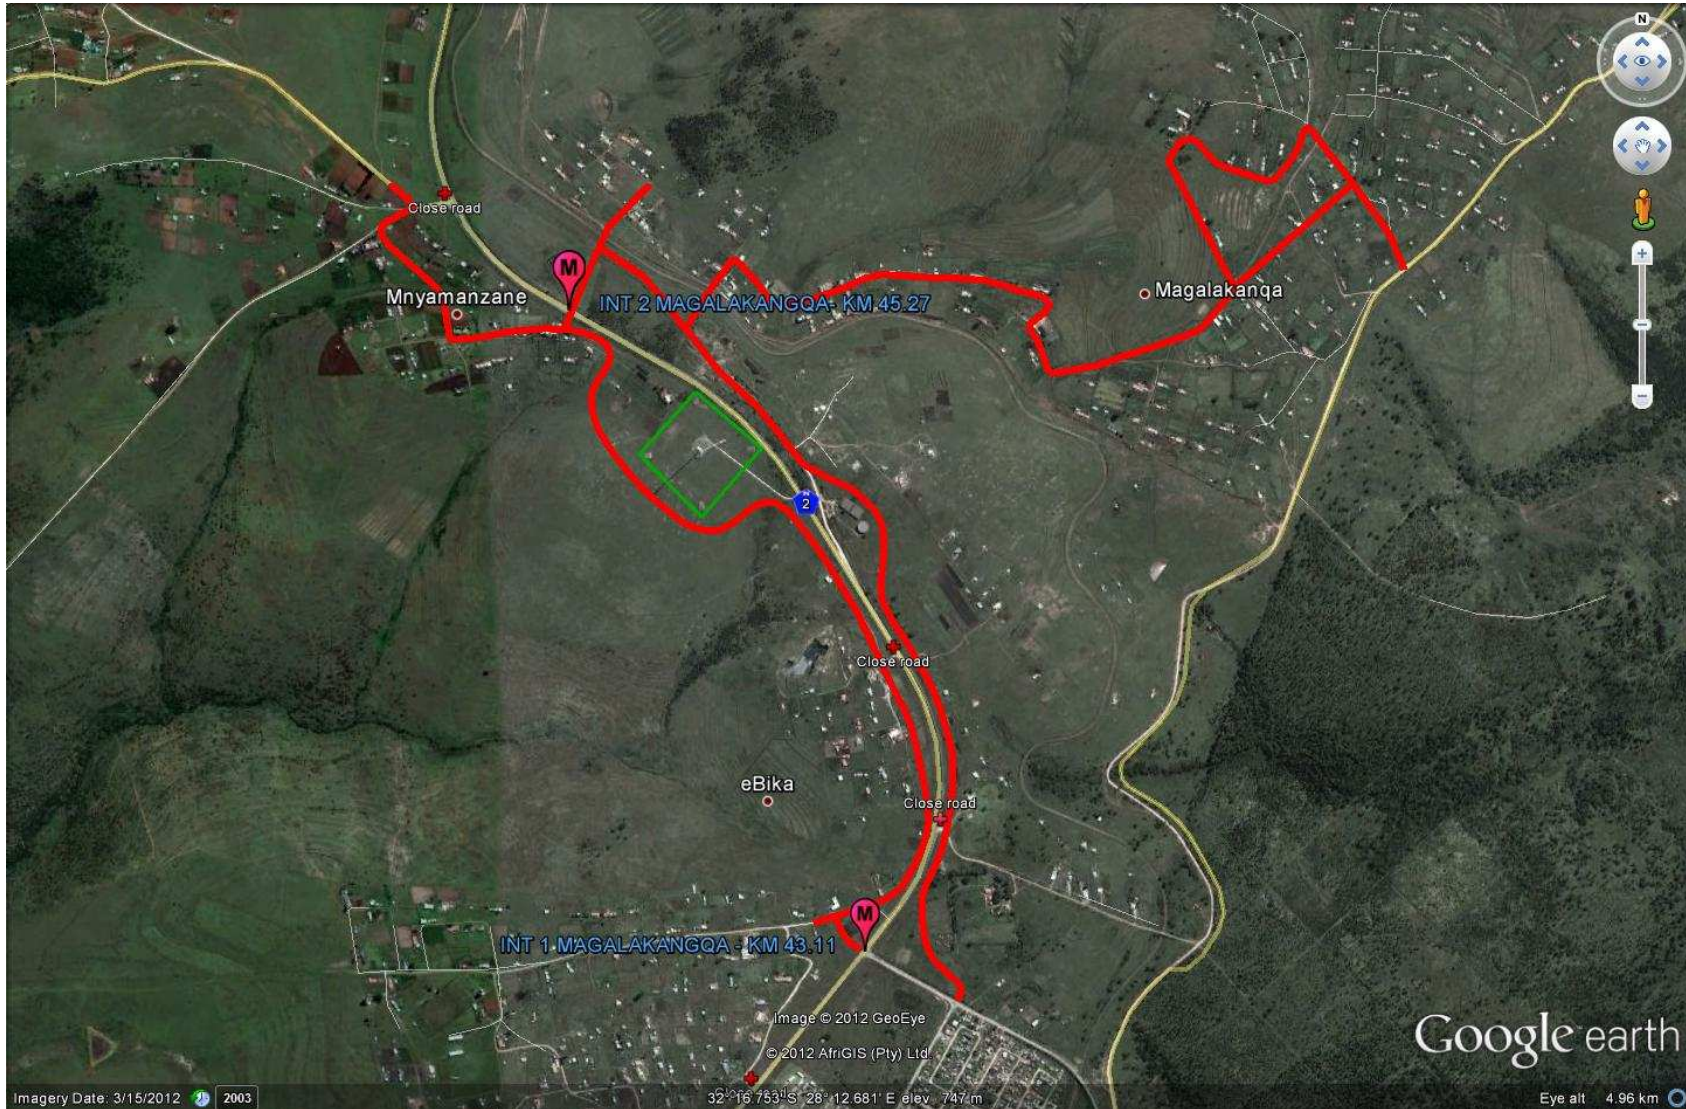 N
Close road
M
Mnyamanzane
INT 2 MAGALAKANGQA- KM 45.27
Magalakanqa
2
Close road
eBika
Close road
M
INT 1 MAGALAKANGQA - KM 43.11
Image © 2012 GeoEye
© 2012 AfriGIS (Pty) Ltd.
Google earth
Close road
Imagery Date: 3/15/2012
2003
32° 16.753' S 28° 12.681' E elev 747 m
Eye alt 4.96 km